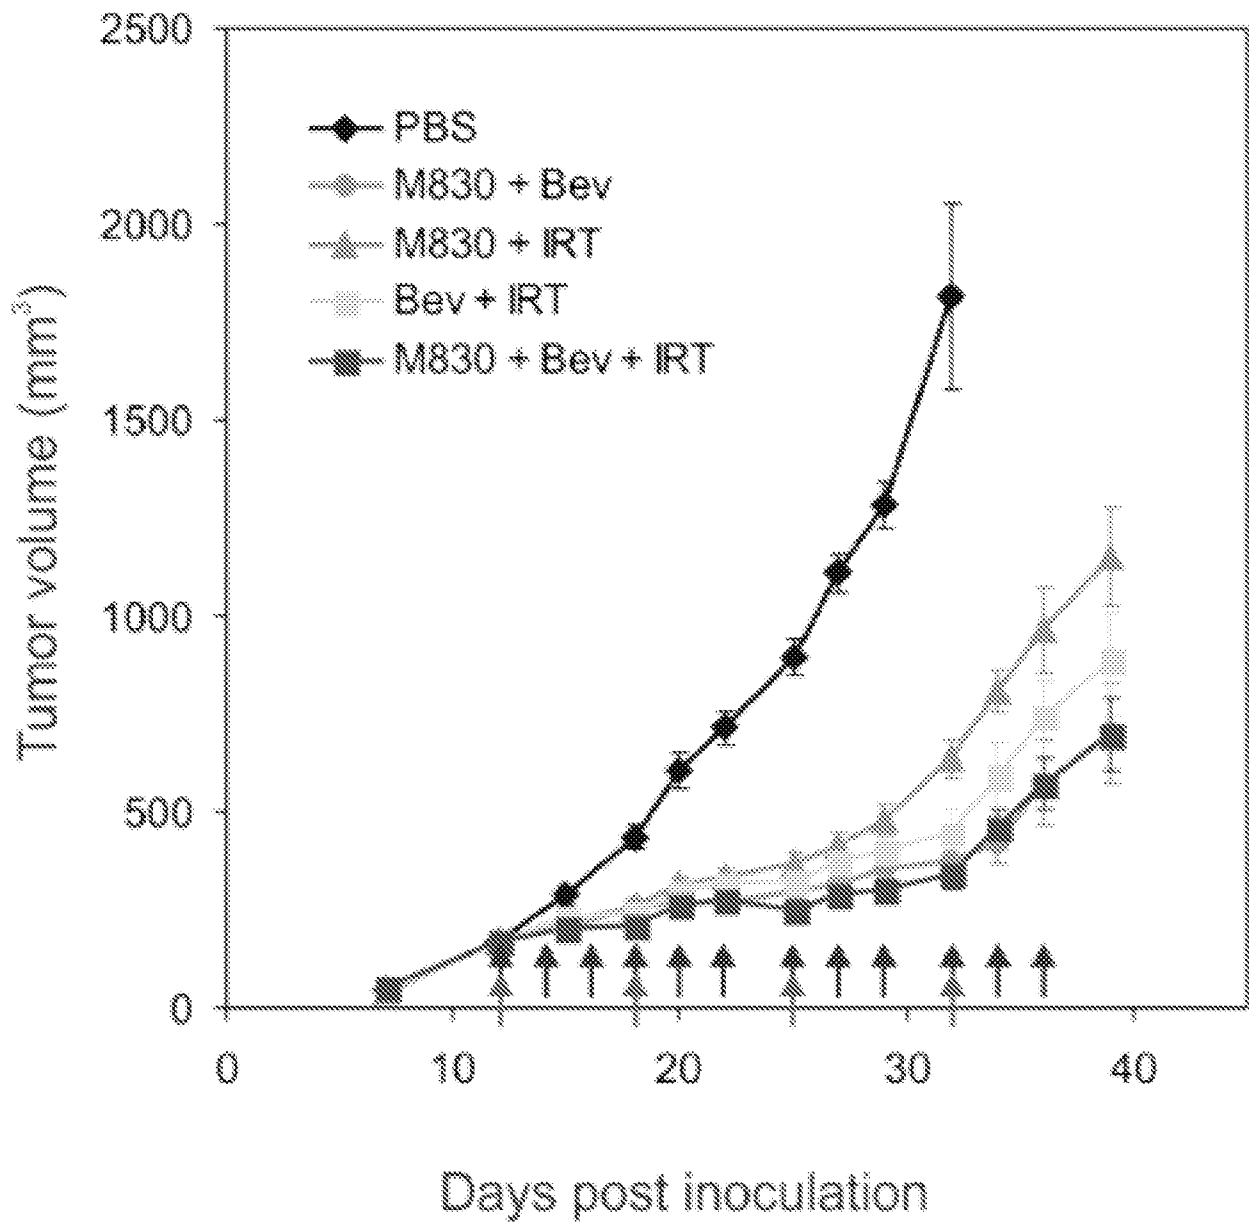 2500
2000
1500
1000
500
0
Tumor volume (mm³)
PBS
M830 + Bev
M830 + IRT
Bev + IRT
M830 + Bev + IRT
0 10 20 30 40
Days post inoculation